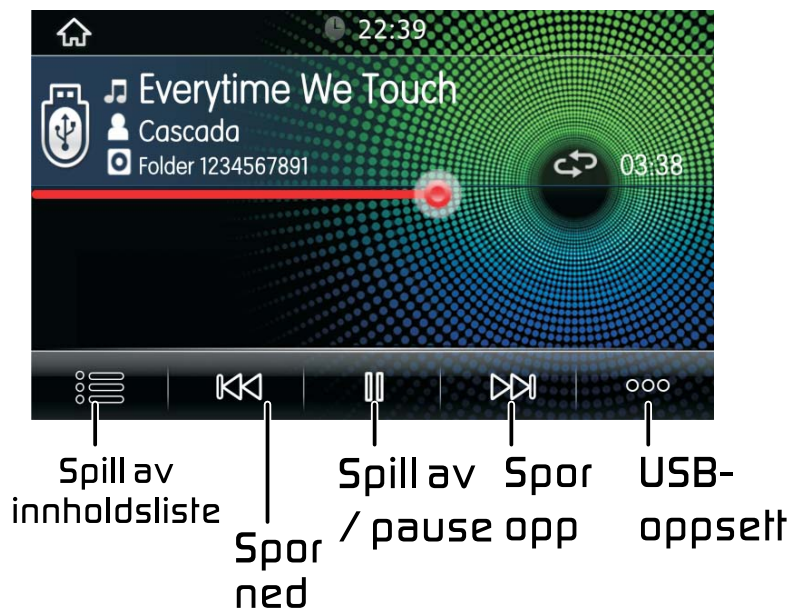 22:39
Everytime We Touch
Cascada
Folder 1234567891
03:38
Spill av
innholdsliste
Spor
ned
Spill av
/ pause
Spor
opp
USB-
oppsett